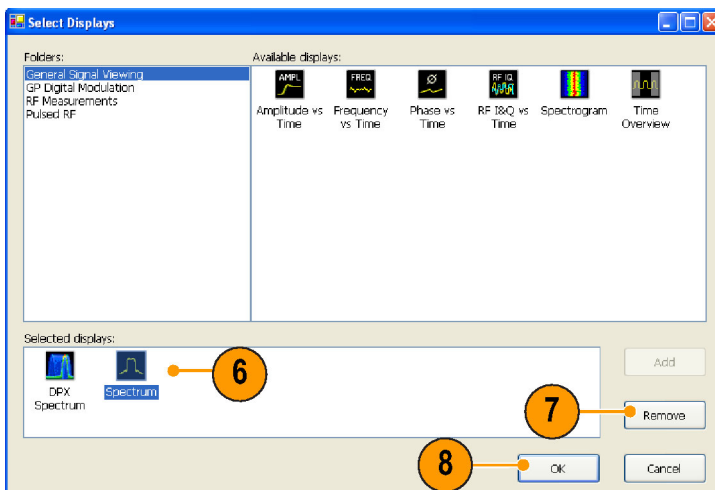 Select Displays
Folders:
Available displays:
General Signal Viewing
GP Digital Modulation
RF Measurements
Pulsed RF
AMPL
FREQ
Ø
RF IQ
Amplitude vs Time
Frequency vs Time
Phase vs Time
RF I&Q vs Time
Spectrogram
Time Overview
Selected displays:
DPX Spectrum
Spectrum
6
Add
7
Remove
8
OK
Cancel